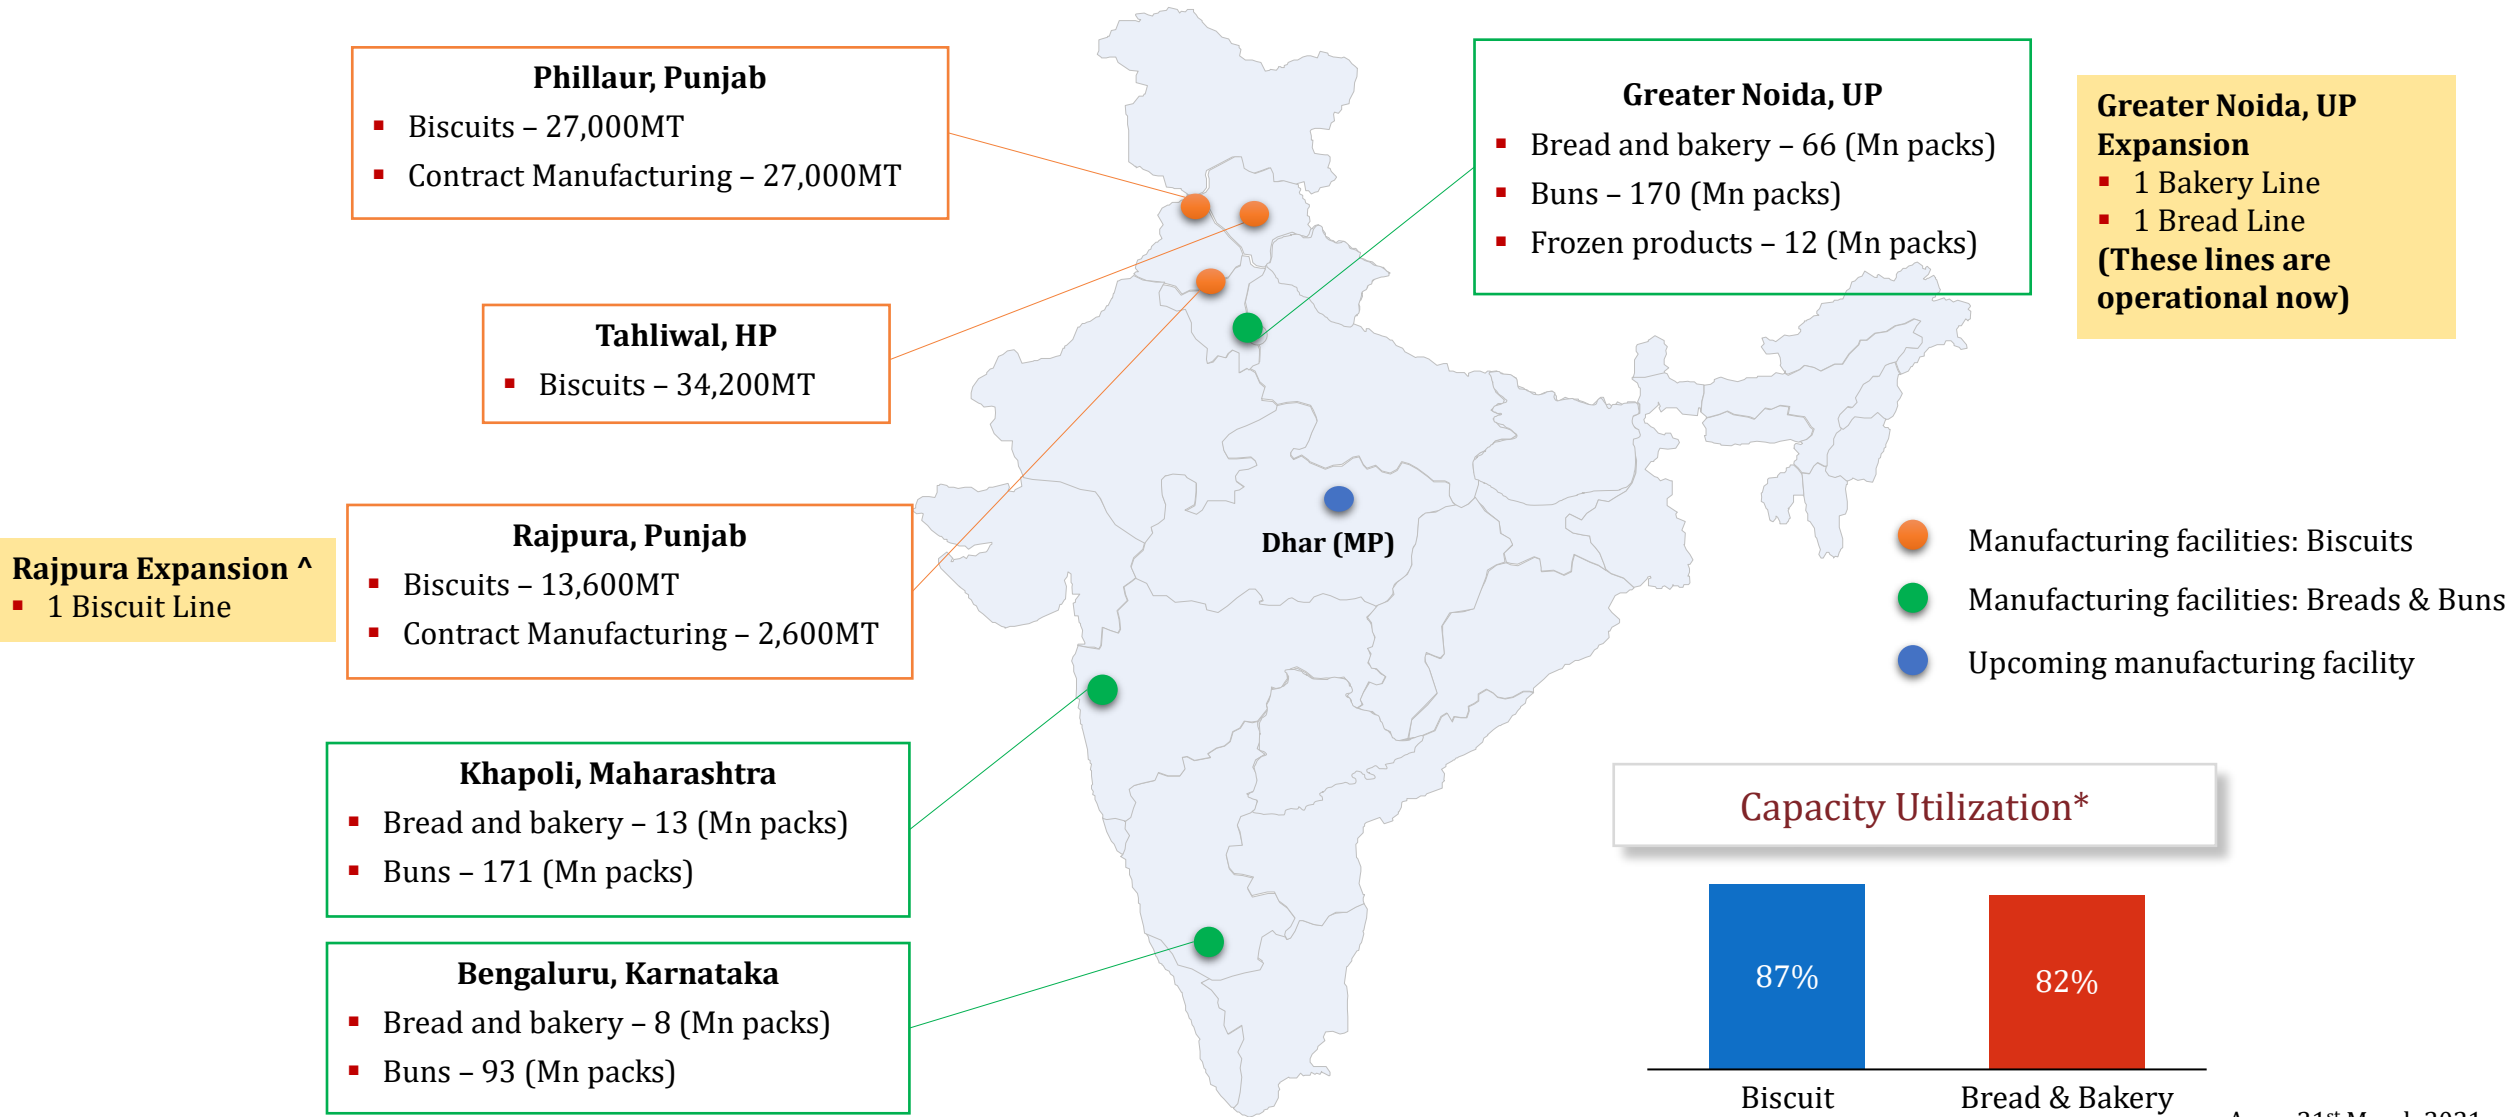 Phillaur, Punjab
▪ Biscuits – 27,000MT
▪ Contract Manufacturing – 27,000MT
Greater Noida, UP
▪ Bread and bakery – 66 (Mn packs)
▪ Buns – 170 (Mn packs)
▪ Frozen products – 12 (Mn packs)
Greater Noida, UP
Expansion
▪ 1 Bakery Line
▪ 1 Bread Line
(These lines are
operational now)
Tahliwal, HP
▪ Biscuits – 34,200MT
Rajpura Expansion ^
▪ 1 Biscuit Line
Rajpura, Punjab
▪ Biscuits – 13,600MT
▪ Contract Manufacturing – 2,600MT
Dhar (MP)
Manufacturing facilities: Biscuits
Manufacturing facilities: Breads & Buns
Upcoming manufacturing facility
Khapoli, Maharashtra
▪ Bread and bakery – 13 (Mn packs)
▪ Buns – 171 (Mn packs)
Bengaluru, Karnataka
▪ Bread and bakery – 8 (Mn packs)
▪ Buns – 93 (Mn packs)
Capacity Utilization*
87%
82%
Biscuit
Bread & Bakery
March 2021